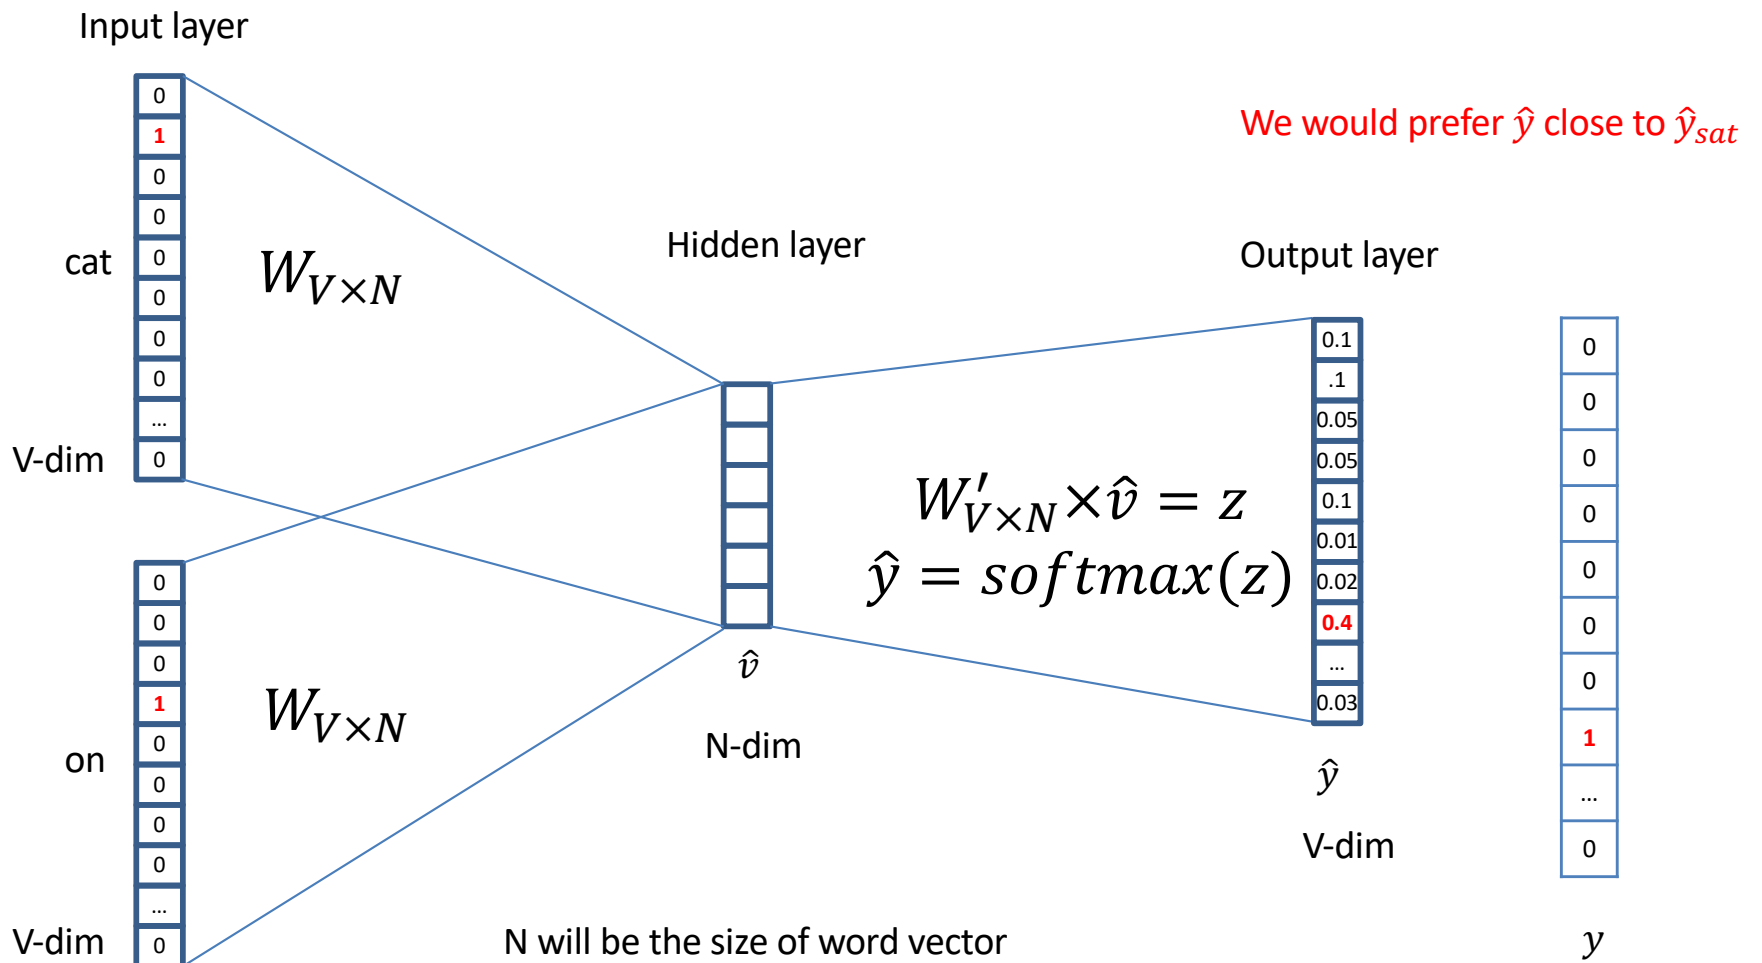 Input layer
0
1
0
0
0
0
0
0
...
0
cat
V-dim
W_{V×N}
0
0
0
1
0
0
0
0
...
0
on
V-dim
W_{V×N}
Hidden layer
v̂
N-dim
N will be the size of word vector
W′_{V×N}×v̂ = z
ŷ = softmax(z)
We would prefer ŷ close to ŷ_{sat}
Output layer
0.1
.1
0.05
0.05
0.1
0.01
0.02
0.4
...
0.03
ŷ
V-dim
0
0
0
0
0
0
0
1
...
0
y